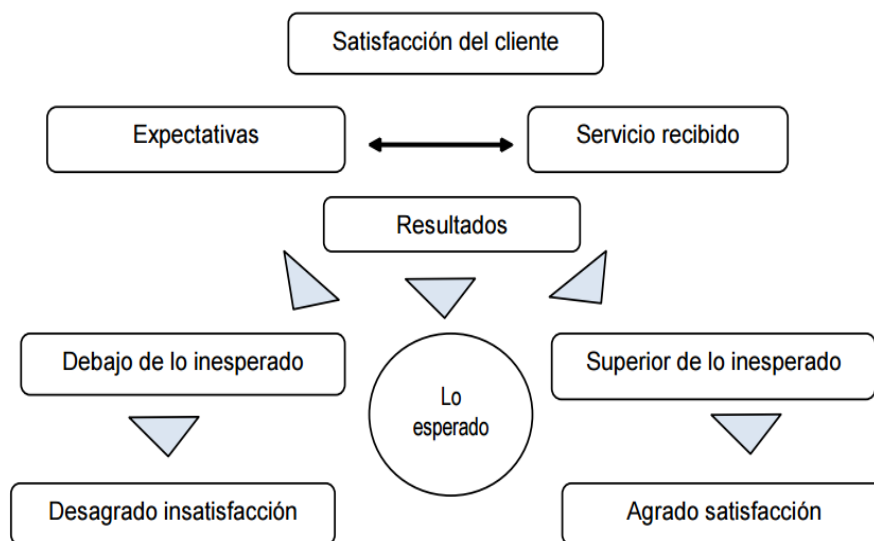 Satisfacción del cliente
Expectativas
Servicio recibido
Resultados
Debajo de lo inesperado
Superior de lo inesperado
Lo
esperado
Desagrado insatisfacción
Agrado satisfacción